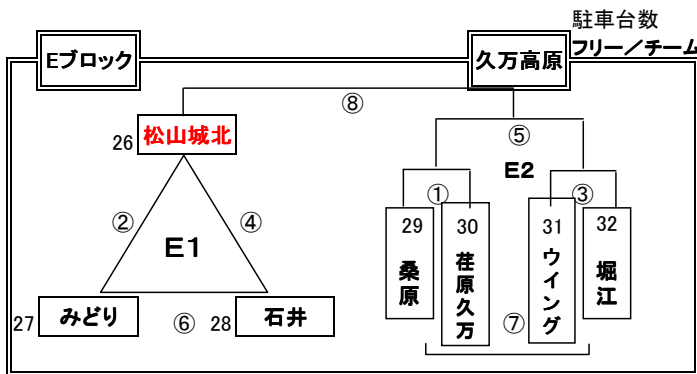 駐車台数
フリー/チーム
Eブロック
久万高原
⑧
26
松山城北
⑤
E2
①
③
②
④
E1
29
桑原
30
荏原久万
31
ウイング
32
堀江
27
みどり
⑥
28
石井
⑦